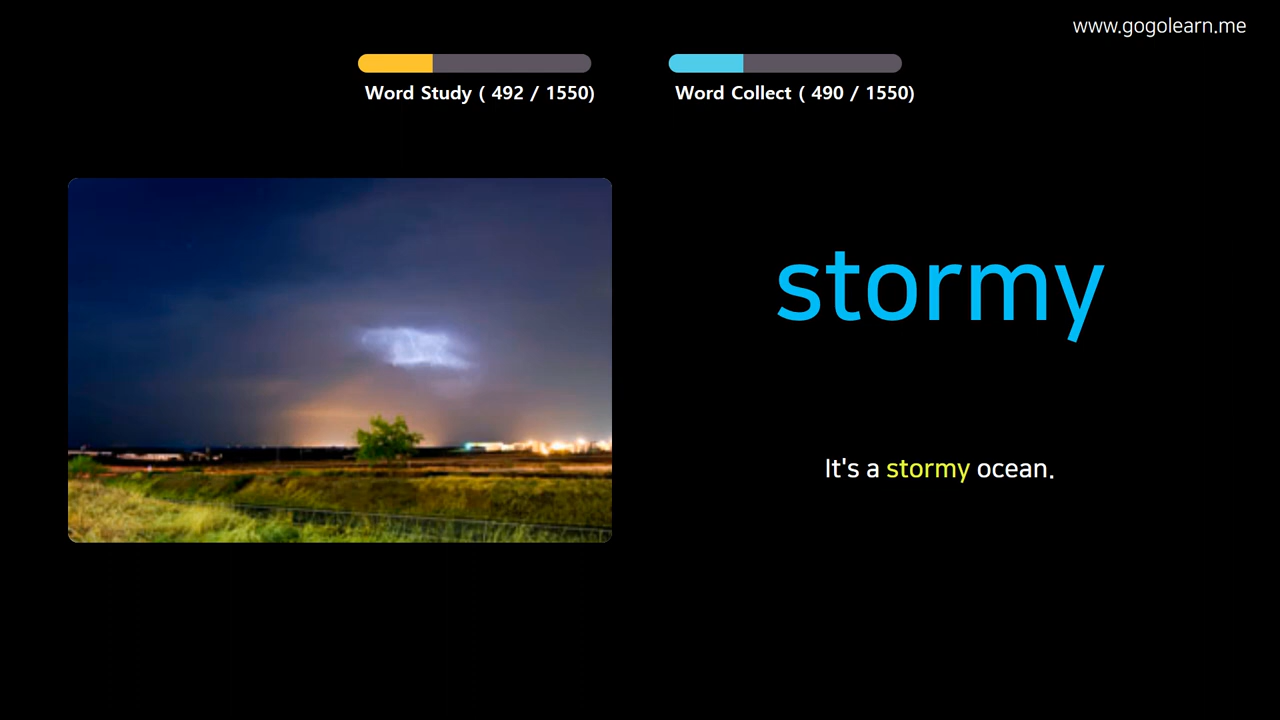 www.gogolearn.me
Word Study ( 492 / 1550)
Word Collect ( 490 / 1550)
stormy
It's a stormy ocean.